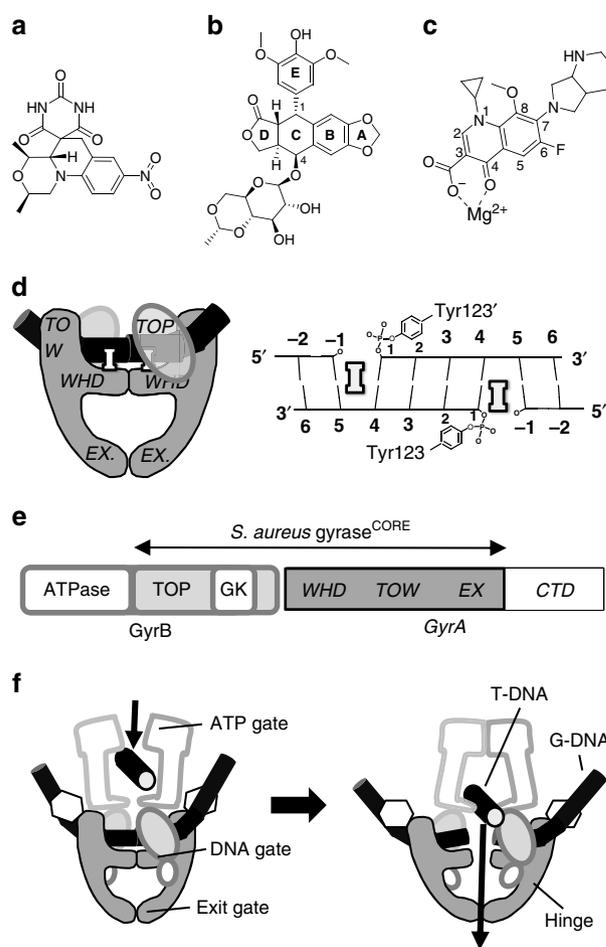 a
b
c
O
HN NH
O O
O
H
N
NO2
OH
O O
E
O
1
D C B A
O
H
4
O
O
O
OH
O
OH
HN
O
N
N
1
8
2
7
3
6
F
4
5
O
O−
O
Mg2+
d
TO
W
TOP
I
WHD WHD
EX. EX.
Tyr123′
P
−2 −1 1 2 3 4 5 6
5′ 3′
I I
3′ 5′
6 5 4 3 2 1 −1 −2
P
Tyr123
e
S. aureus gyraseCORE
ATPase TOP GK WHD TOW EX CTD
GyrB GyrA
f
T-DNA
ATP gate
G-DNA
DNA gate
Exit gate
Hinge